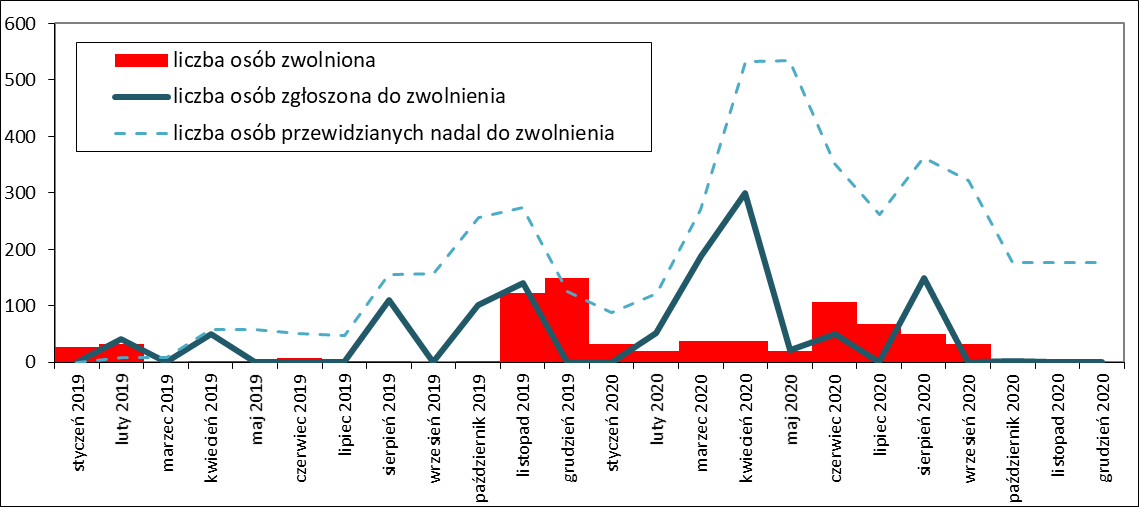 600
500
400
300
200
100
0
liczba osób zwolniona
liczba osób zgłoszona do zwolnienia
liczba osób przewidzianych nadal do zwolnienia
styczeń 2019
luty 2019
marzec 2019
kwiecień 2019
maj 2019
czerwiec 2019
lipiec 2019
sierpień 2019
wrzesień 2019
październik 2019
listopad 2019
grudzień 2019
styczeń 2020
luty 2020
marzec 2020
kwiecień 2020
maj 2020
czerwiec 2020
lipiec 2020
sierpień 2020
wrzesień 2020
październik 2020
listopad 2020
grudzień 2020